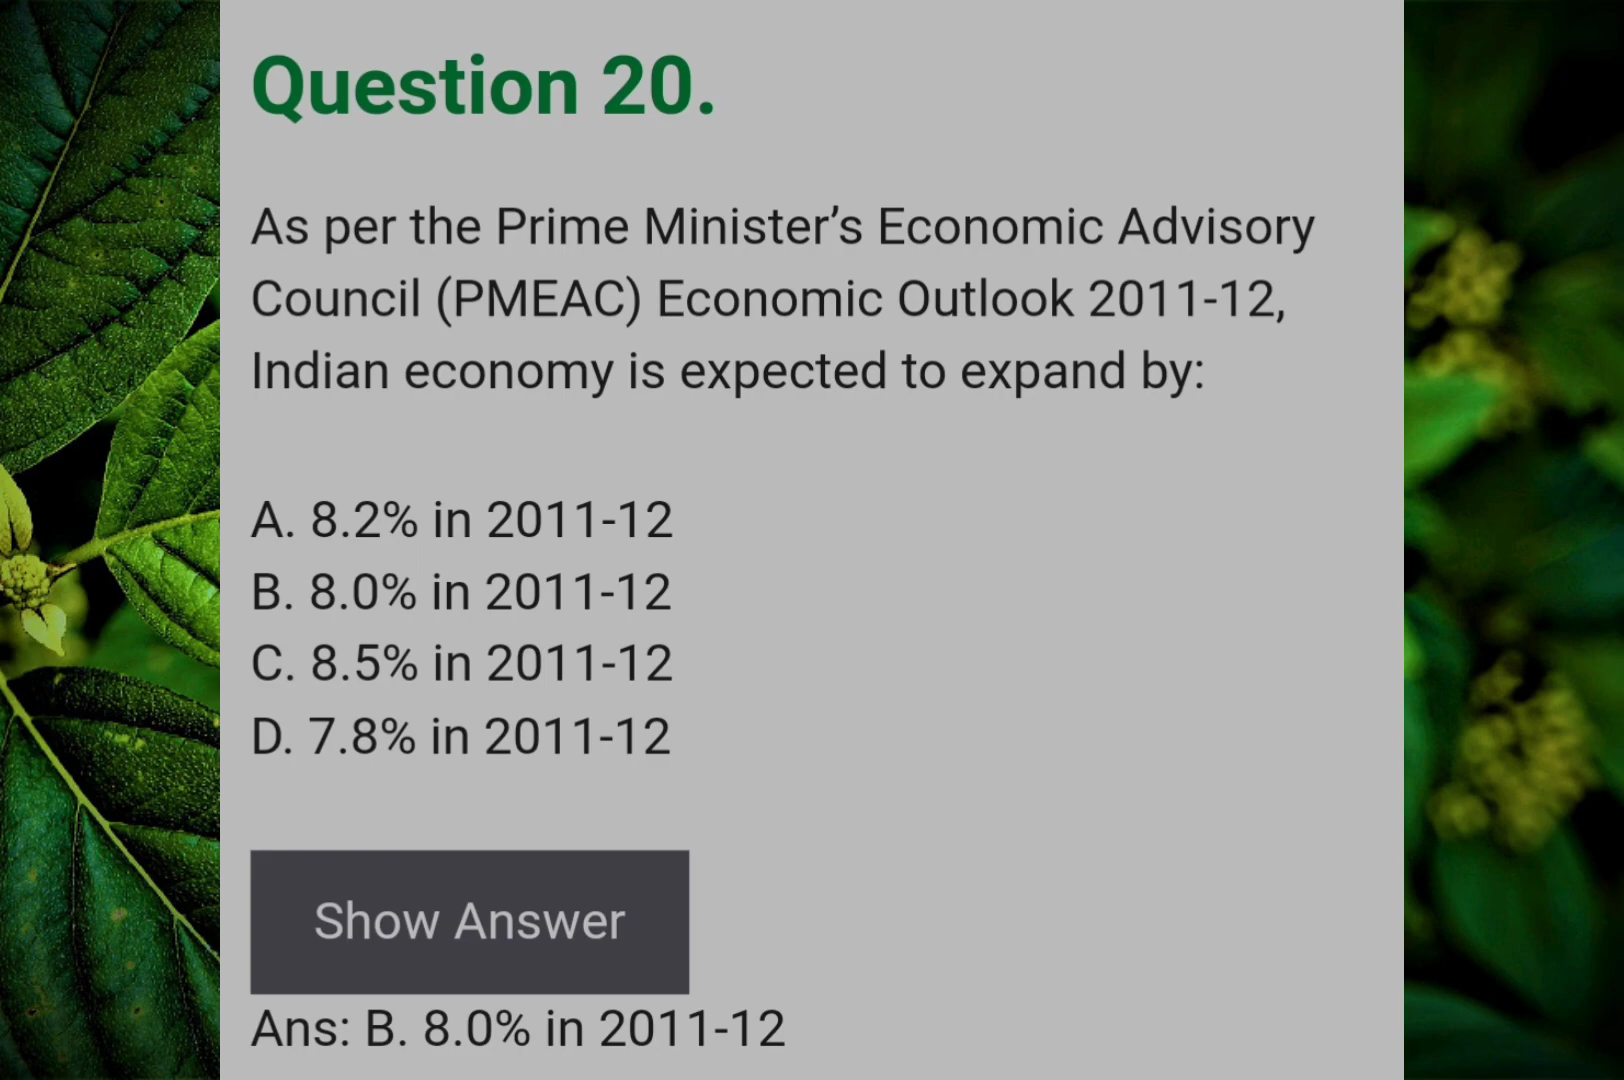 Question 20.
As per the Prime Minister’s Economic Advisory
Council (PMEAC) Economic Outlook 2011-12,
Indian economy is expected to expand by:
A. 8.2% in 2011-12
B. 8.0% in 2011-12
C. 8.5% in 2011-12
D. 7.8% in 2011-12
Show Answer
Ans: B. 8.0% in 2011-12